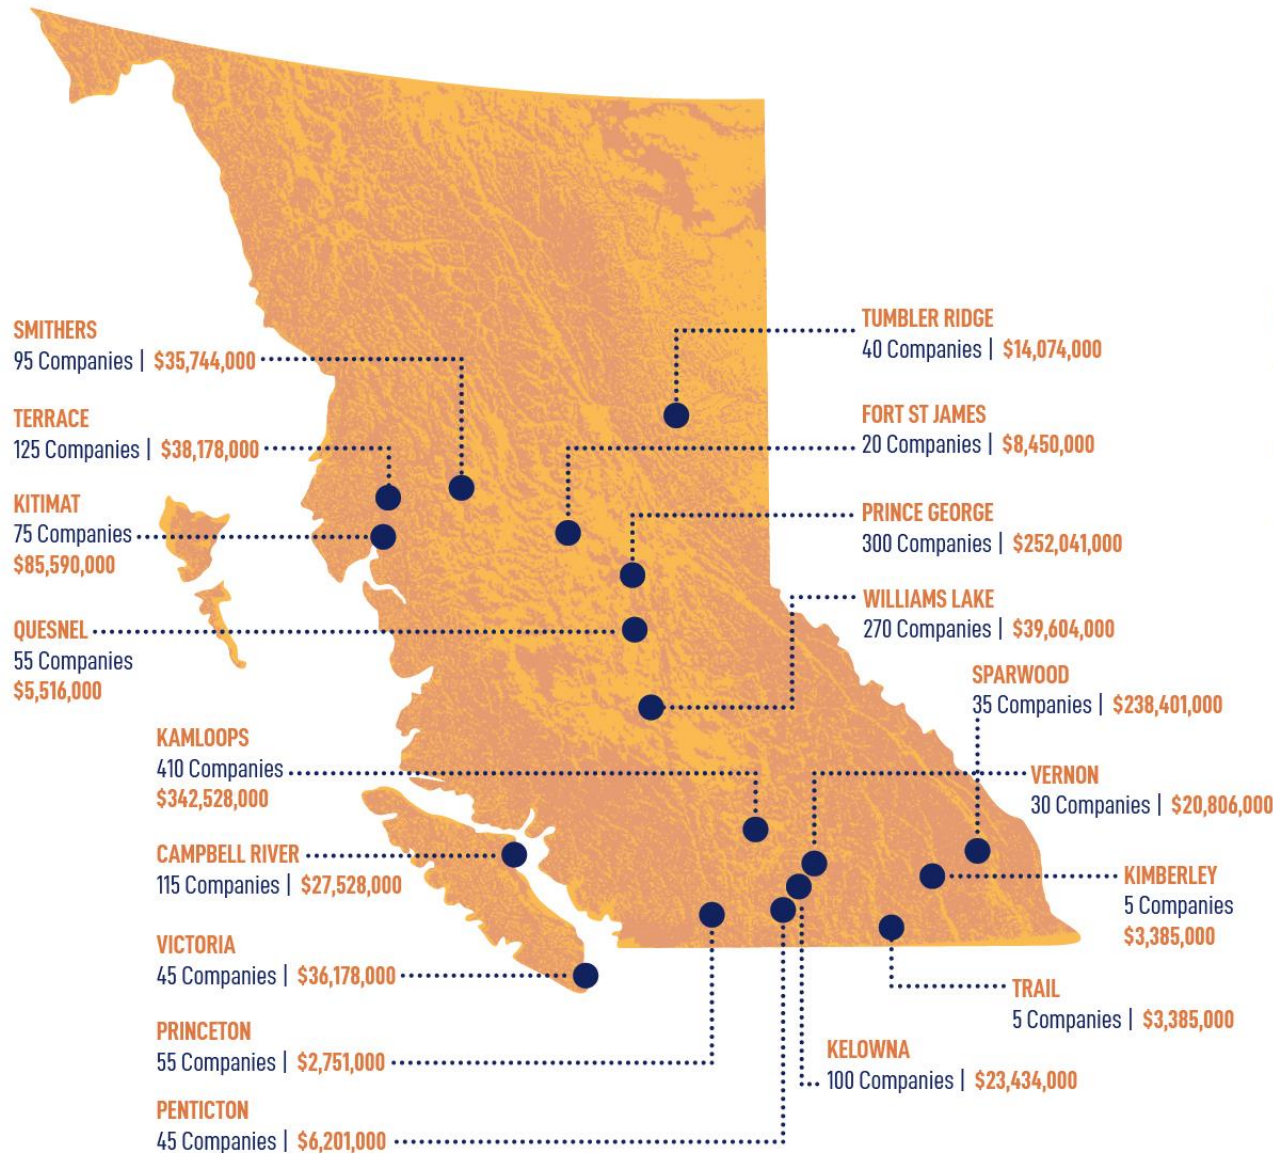 SMITHERS
95 Companies | $35,744,000
TERRACE
125 Companies | $38,178,000
KITIMAT
75 Companies
$85,590,000
QUESNEL
55 Companies
$5,516,000
KAMLOOPS
410 Companies
$342,528,000
CAMPBELL RIVER
115 Companies | $27,528,000
VICTORIA
45 Companies | $36,178,000
PRINCETON
55 Companies | $2,751,000
PENTICTON
45 Companies | $6,201,000
TUMBLER RIDGE
40 Companies | $14,074,000
FORT ST JAMES
20 Companies | $8,450,000
PRINCE GEORGE
300 Companies | $252,041,000
WILLIAMS LAKE
270 Companies | $39,604,000
SPARWOOD
35 Companies | $238,401,000
VERNON
30 Companies | $20,806,000
KIMBERLEY
5 Companies
$3,385,000
TRAIL
5 Companies | $3,385,000
KELOWNA
100 Companies | $23,434,000